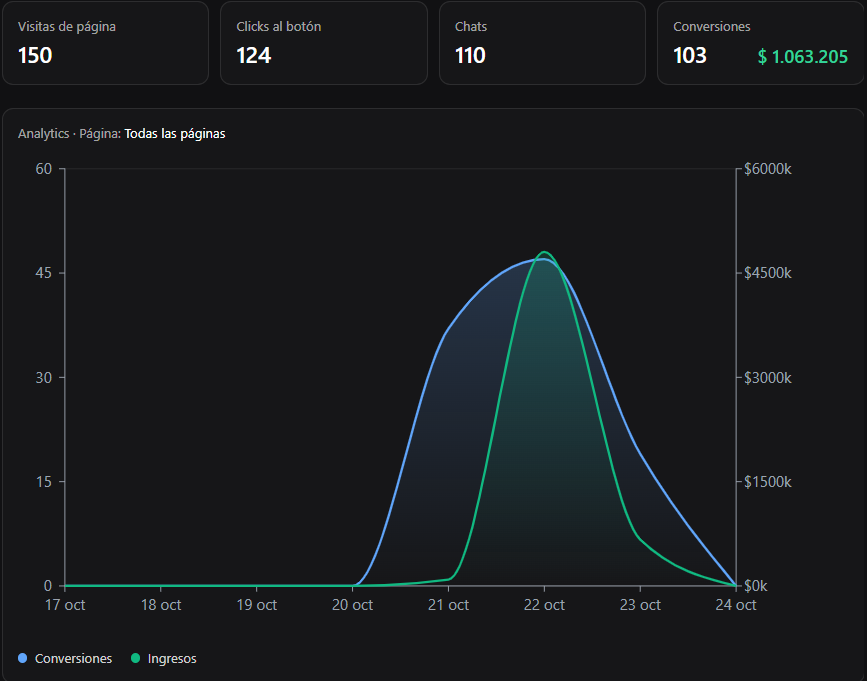 Visitas de página
150
Clicks al botón
124
Chats
110
Conversiones
103 $ 1.063.205
Analytics · Página: Todas las páginas
60
45
30
15
0
$6000k
$4500k
$3000k
$1500k
$0k
17 oct 18 oct 19 oct 20 oct 21 oct 22 oct 23 oct 24 oct
Conversiones Ingresos